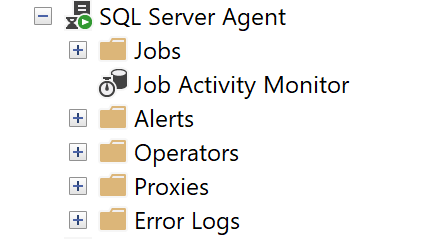 SQL Server Agent
Jobs
Job Activity Monitor
Alerts
Operators
Proxies
Error Logs